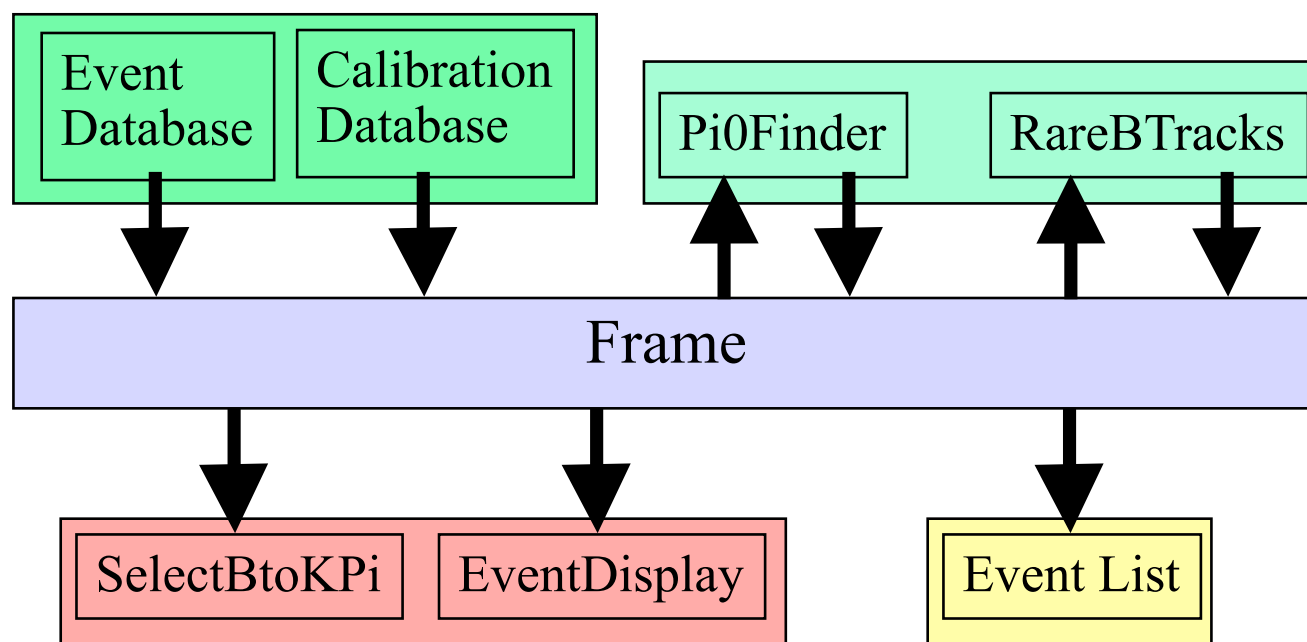 Event
Database
Calibration
Database
Pi0Finder
RareBTracks
Frame
SelectBtoKPi
EventDisplay
Event List